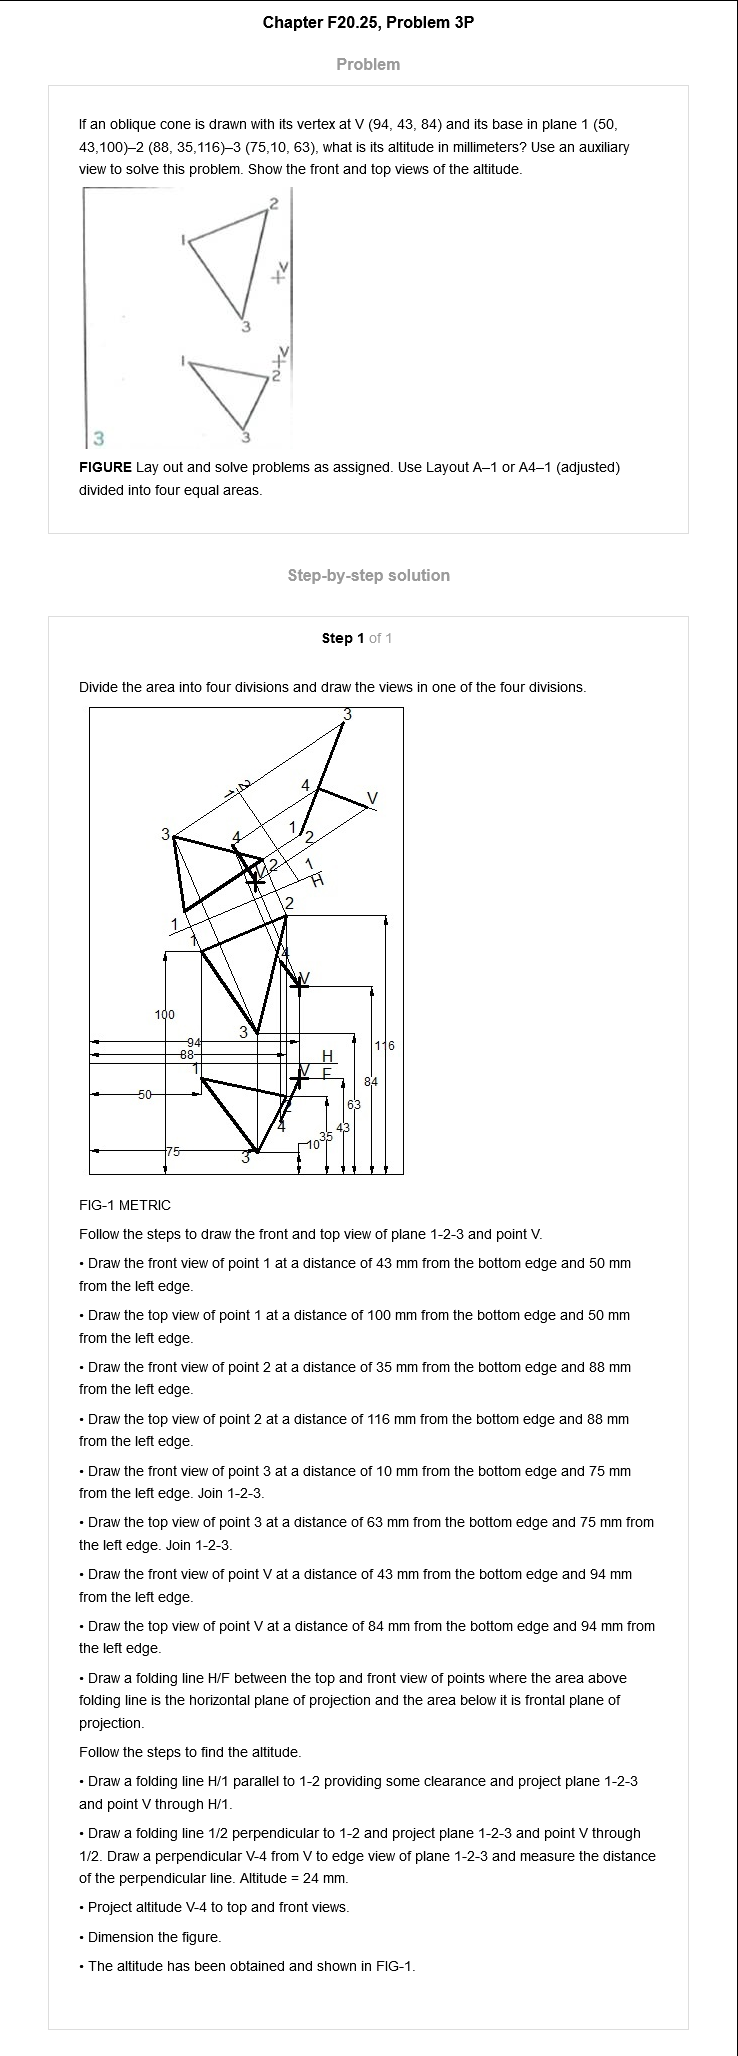 Chapter F20.25, Problem 3P
Problem
If an oblique cone is drawn with its vertex at V (94, 43, 84) and its base in plane 1 (50,
43,100)–2 (88, 35,116)–3 (75,10, 63), what is its altitude in millimeters? Use an auxiliary
view to solve this problem. Show the front and top views of the altitude.
2
1
V
3
1
V
2
3
3
FIGURE Lay out and solve problems as assigned. Use Layout A–1 or A4–1 (adjusted)
divided into four equal areas.
Step-by-step solution
Step 1 of 1
Divide the area into four divisions and draw the views in one of the four divisions.
3
1 2
4
V
3
4
1
2
V 2
1
H
1
2
1
4
V
100
3
94
116
88
H
1
V F
84
50
2
63
4
43
35
10
75
3
FIG-1 METRIC
Follow the steps to draw the front and top view of plane 1-2-3 and point V.
• Draw the front view of point 1 at a distance of 43 mm from the bottom edge and 50 mm
from the left edge.
• Draw the top view of point 1 at a distance of 100 mm from the bottom edge and 50 mm
from the left edge.
• Draw the front view of point 2 at a distance of 35 mm from the bottom edge and 88 mm
from the left edge.
• Draw the top view of point 2 at a distance of 116 mm from the bottom edge and 88 mm
from the left edge.
• Draw the front view of point 3 at a distance of 10 mm from the bottom edge and 75 mm
from the left edge. Join 1-2-3.
• Draw the top view of point 3 at a distance of 63 mm from the bottom edge and 75 mm from
the left edge. Join 1-2-3.
• Draw the front view of point V at a distance of 43 mm from the bottom edge and 94 mm
from the left edge.
• Draw the top view of point V at a distance of 84 mm from the bottom edge and 94 mm from
the left edge.
• Draw a folding line H/F between the top and front view of points where the area above
folding line is the horizontal plane of projection and the area below it is frontal plane of
projection.
Follow the steps to find the altitude.
• Draw a folding line H/1 parallel to 1-2 providing some clearance and project plane 1-2-3
and point V through H/1.
• Draw a folding line 1/2 perpendicular to 1-2 and project plane 1-2-3 and point V through
1/2. Draw a perpendicular V-4 from V to edge view of plane 1-2-3 and measure the distance
of the perpendicular line. Altitude = 24 mm.
• Project altitude V-4 to top and front views.
• Dimension the figure.
• The altitude has been obtained and shown in FIG-1.